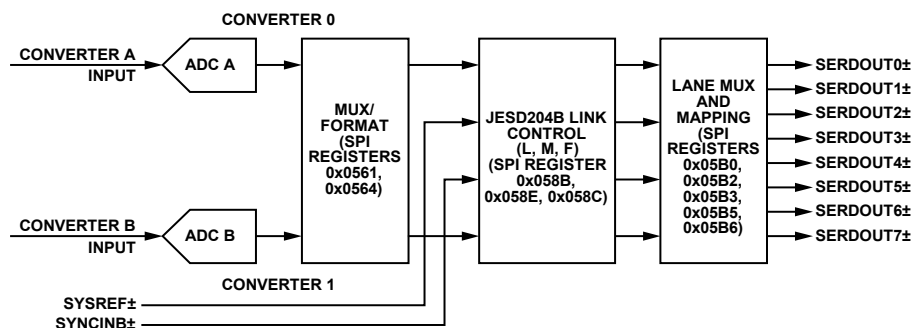 CONVERTER 0
CONVERTER A
INPUT
ADC A
MUX/
FORMAT
(SPI
REGISTERS
0x0561,
0x0564)
JESD204B LINK
CONTROL
(L, M, F)
(SPI REGISTER
0x058B,
0x058E, 0x058C)
LANE MUX
AND
MAPPING
(SPI
REGISTERS
0x05B0,
0x05B2,
0x05B3,
0x05B5,
0x05B6)
SERDOUT0±
SERDOUT1±
SERDOUT2±
SERDOUT3±
SERDOUT4±
SERDOUT5±
SERDOUT6±
SERDOUT7±
CONVERTER B
INPUT
ADC B
CONVERTER 1
SYSREF±
SYNCINB±